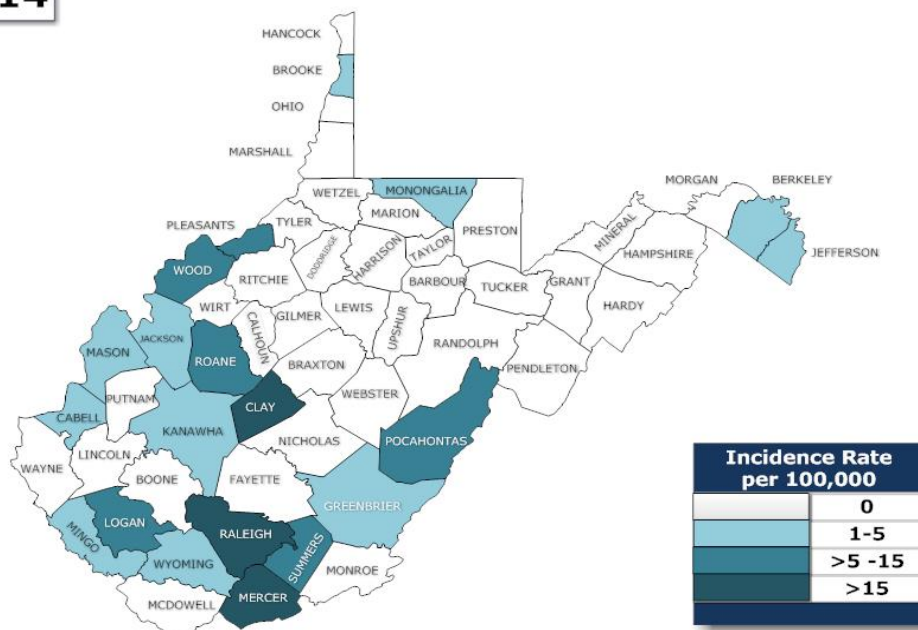 14
HANCOCK
BROOKE
OHIO
MARSHALL
WETZEL
MONONGALIA
MORGAN
BERKELEY
PLEASANTS
TYLER
MARION
PRESTON
MINERAL
HAMPSHIRE
JEFFERSON
WOOD
RITCHIE
DODDRIDGE
HARRISON
TAYLOR
BARBOUR
TUCKER
GRANT
HARDY
WIRT
CALHOUN
GILMER
LEWIS
UPSHUR
RANDOLPH
PENDLETON
MASON
JACKSON
ROANE
BRAXTON
WEBSTER
PUTNAM
CLAY
CABELL
KANAWHA
NICHOLAS
POCAHONTAS
WAYNE
LINCOLN
BOONE
FAYETTE
GREENBRIER
MINGO
LOGAN
RALEIGH
SUMMERS
WYOMING
MONROE
MCDOWELL
MERCER
Incidence Rate
per 100,000
0
1-5
>5 -15
>15